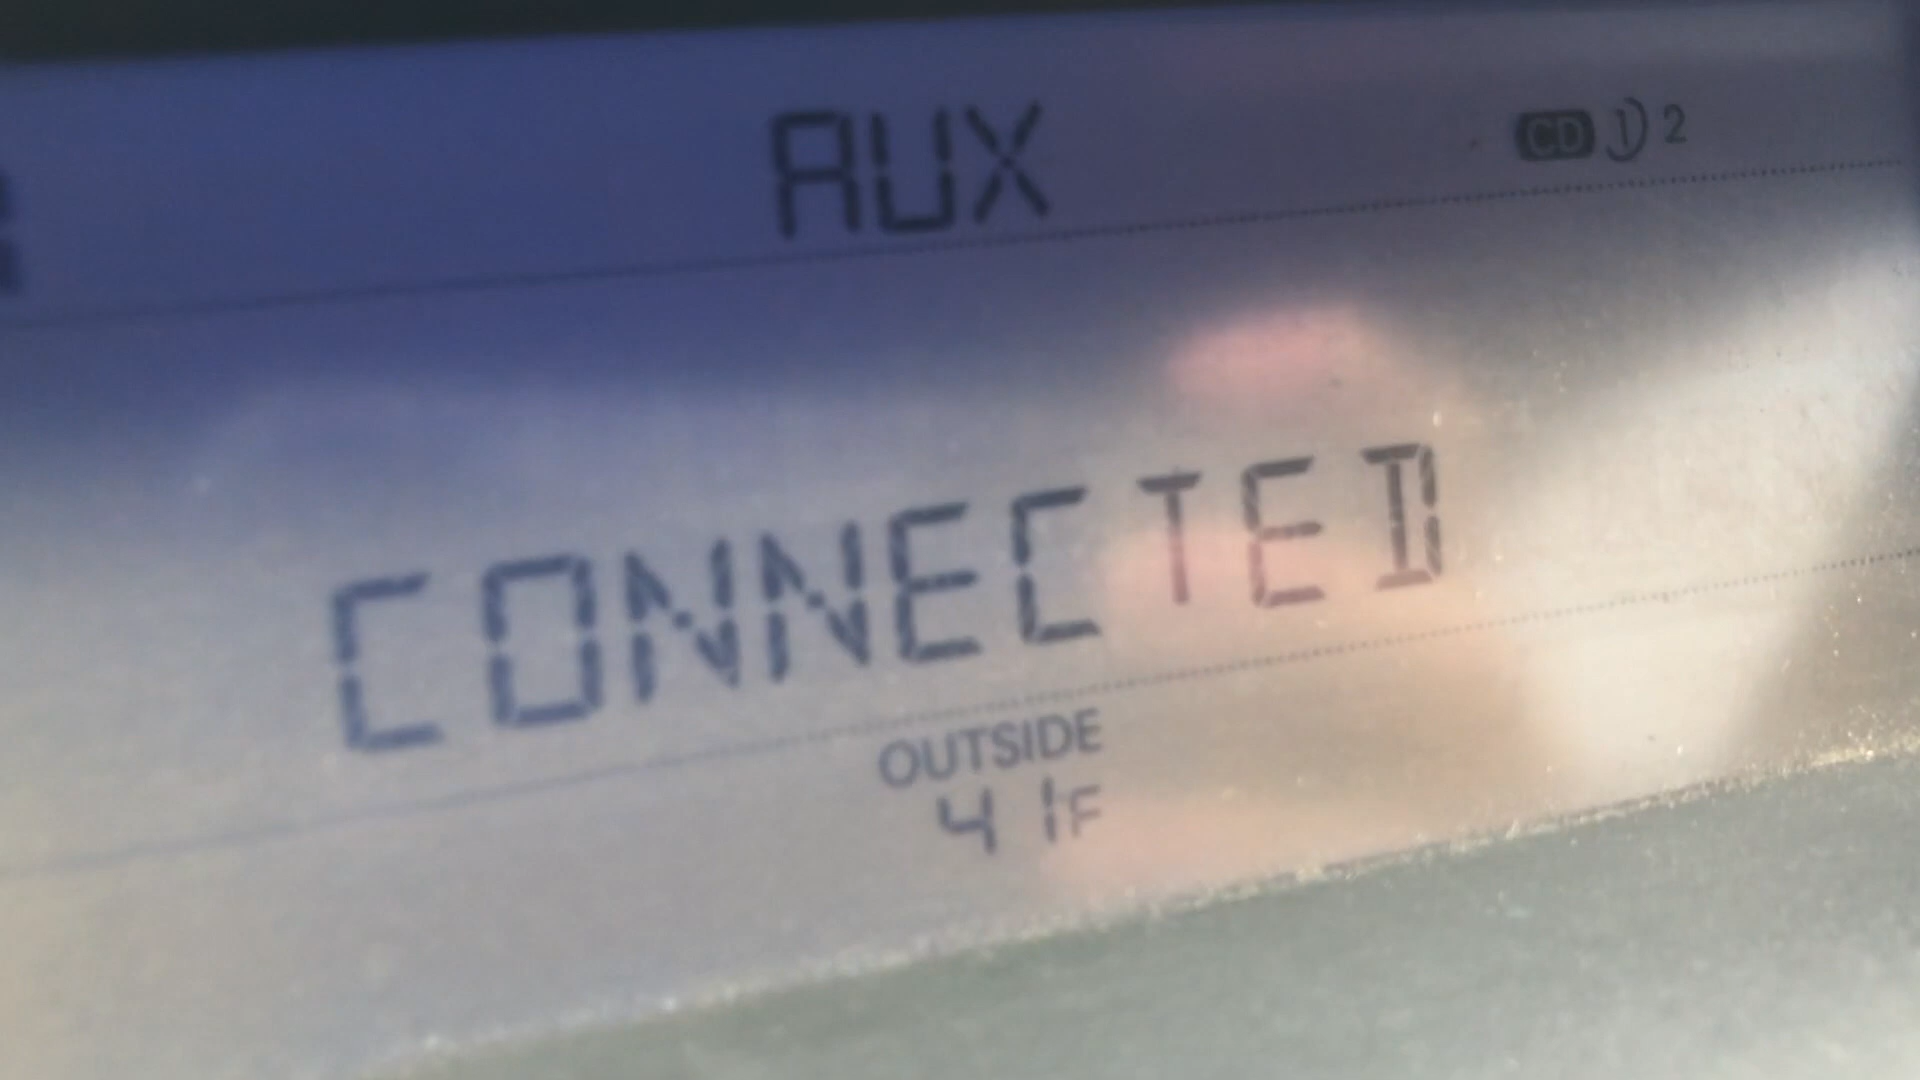 AUX
CD 1 2
CONNECTED
OUTSIDE
41F